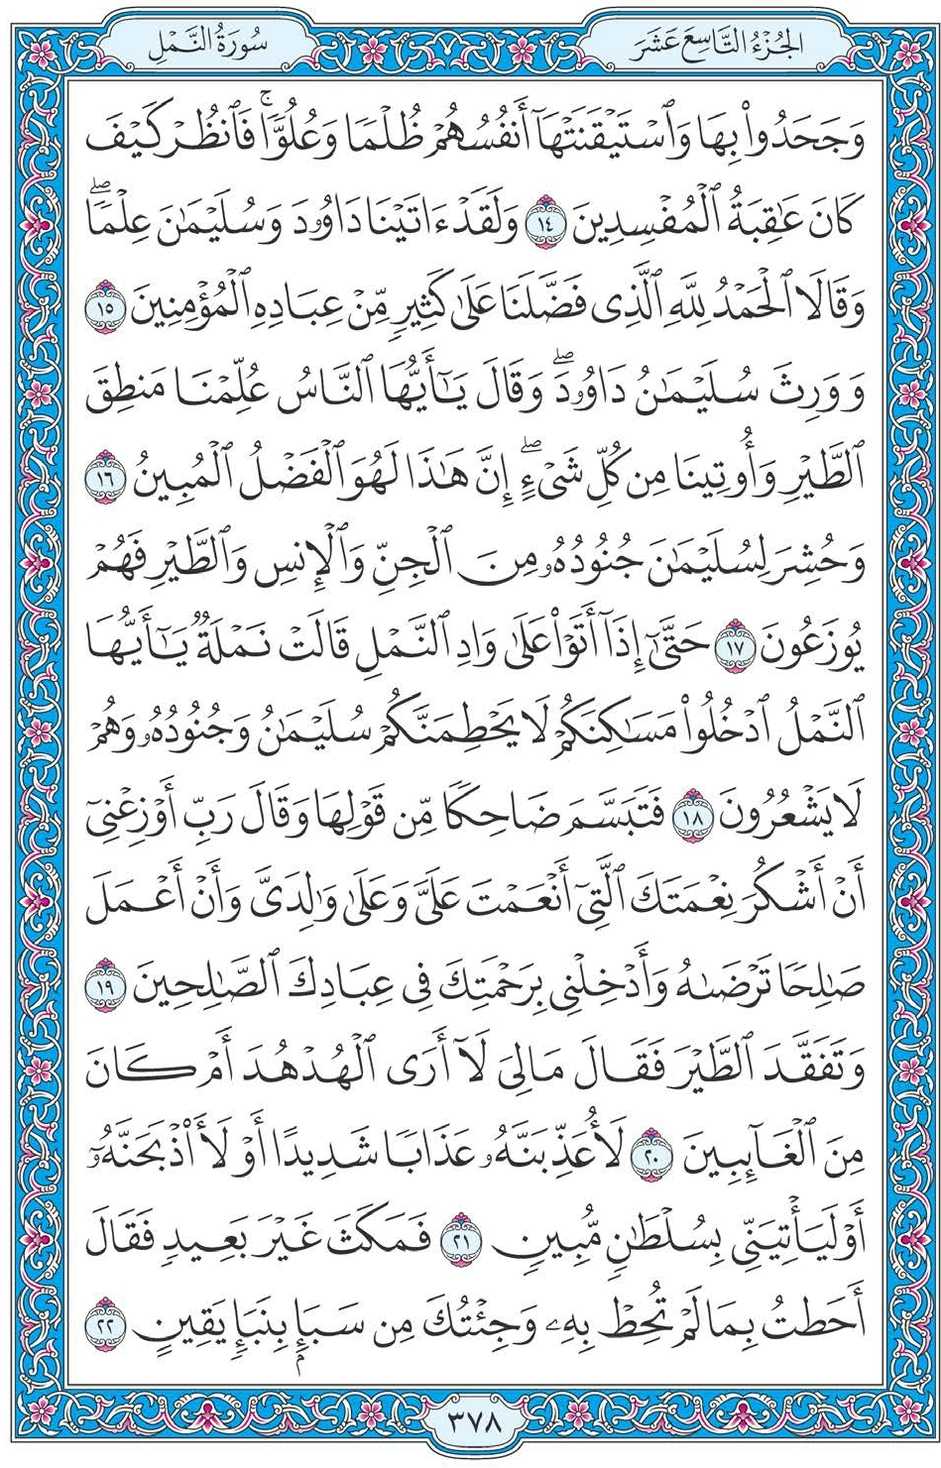 الجُزْءُ التَّاسِعَ عَشَرَ
سُورَةُ النَّمْلِ
وَجَحَدُوا۟ بِهَا وَٱسْتَيْقَنَتْهَآ أَنفُسُهُمْ ظُلْمًا وَعُلُوًّا ۚ فَٱنظُرْ كَيْفَ
كَانَ عَٰقِبَةُ ٱلْمُفْسِدِينَ ١٤ وَلَقَدْ ءَاتَيْنَا دَاوُۥدَ وَسُلَيْمَٰنَ عِلْمًا ۖ
وَقَالَا ٱلْحَمْدُ لِلَّهِ ٱلَّذِى فَضَّلَنَا عَلَىٰ كَثِيرٍ مِّنْ عِبَادِهِ ٱلْمُؤْمِنِينَ ١٥
وَوَرِثَ سُلَيْمَٰنُ دَاوُۥدَ ۖ وَقَالَ يَٰٓأَيُّهَا ٱلنَّاسُ عُلِّمْنَا مَنطِقَ
ٱلطَّيْرِ وَأُوتِينَا مِن كُلِّ شَىْءٍ ۖ إِنَّ هَٰذَا لَهُوَ ٱلْفَضْلُ ٱلْمُبِينُ ١٦
وَحُشِرَ لِسُلَيْمَٰنَ جُنُودُهُۥ مِنَ ٱلْجِنِّ وَٱلْإِنسِ وَٱلطَّيْرِ فَهُمْ
يُوزَعُونَ ١٧ حَتَّىٰٓ إِذَآ أَتَوْا۟ عَلَىٰ وَادِ ٱلنَّمْلِ قَالَتْ نَمْلَةٌ يَٰٓأَيُّهَا
ٱلنَّمْلُ ٱدْخُلُوا۟ مَسَٰكِنَكُمْ لَا يَحْطِمَنَّكُمْ سُلَيْمَٰنُ وَجُنُودُهُۥ وَهُمْ
لَا يَشْعُرُونَ ١٨ فَتَبَسَّمَ ضَاحِكًا مِّن قَوْلِهَا وَقَالَ رَبِّ أَوْزِعْنِىٓ
أَنْ أَشْكُرَ نِعْمَتَكَ ٱلَّتِىٓ أَنْعَمْتَ عَلَىَّ وَعَلَىٰ وَٰلِدَىَّ وَأَنْ أَعْمَلَ
صَٰلِحًا تَرْضَىٰهُ وَأَدْخِلْنِى بِرَحْمَتِكَ فِى عِبَادِكَ ٱلصَّٰلِحِينَ ١٩
وَتَفَقَّدَ ٱلطَّيْرَ فَقَالَ مَا لِىَ لَآ أَرَى ٱلْهُدْهُدَ أَمْ كَانَ
مِنَ ٱلْغَآئِبِينَ ٢٠ لَأُعَذِّبَنَّهُۥ عَذَابًا شَدِيدًا أَوْ لَأَا۟ذْبَحَنَّهُۥٓ
أَوْ لَيَأْتِيَنِّى بِسُلْطَٰنٍ مُّبِينٍ ٢١ فَمَكَثَ غَيْرَ بَعِيدٍ فَقَالَ
أَحَطتُ بِمَا لَمْ تُحِطْ بِهِۦ وَجِئْتُكَ مِن سَبَإٍۭ بِنَبَإٍ يَقِينٍ ٢٢
٣٧٨